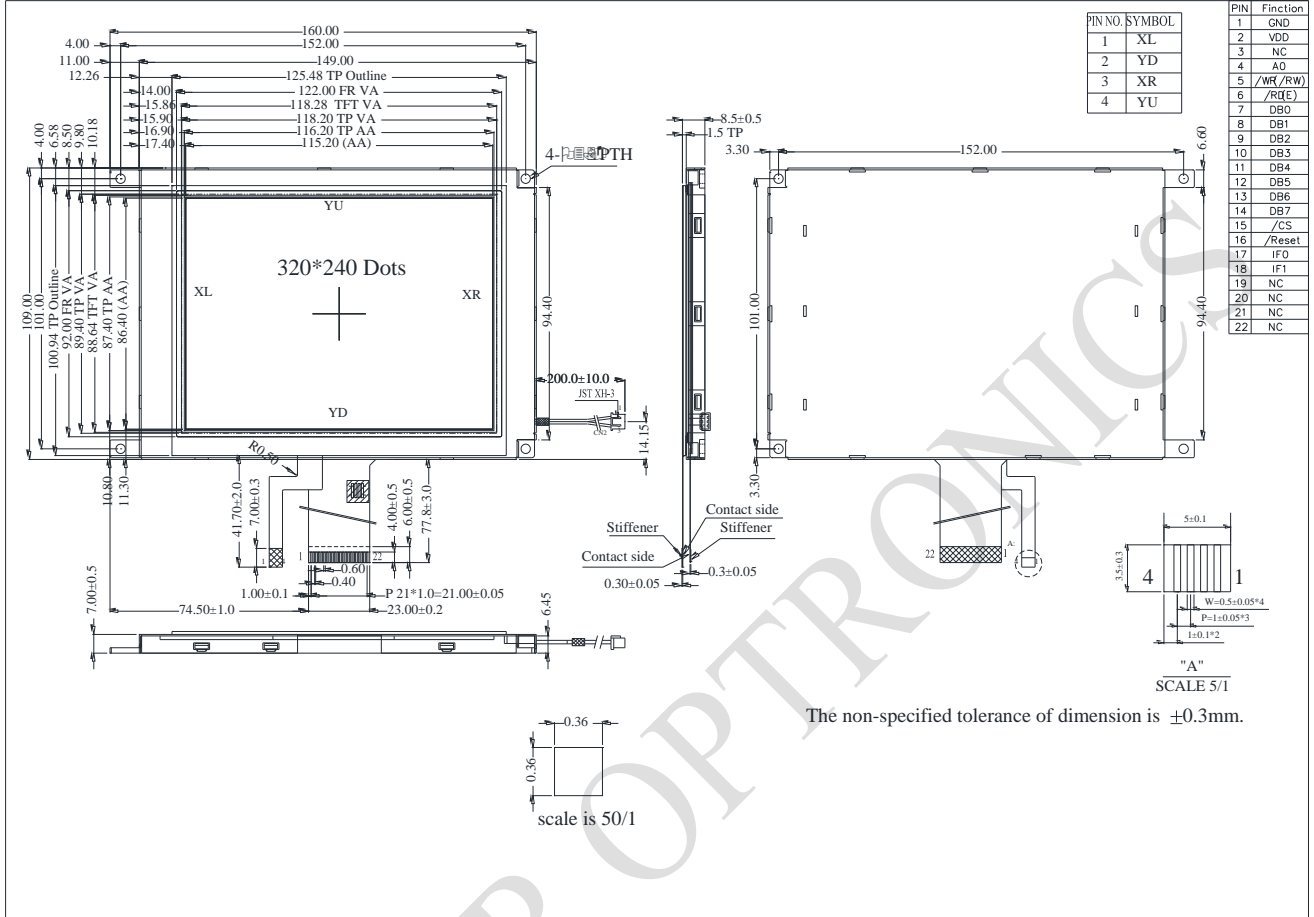 160.00
4.00
152.00
11.00
149.00
12.26
125.48 TP Outline
14.00
122.00 FR VA
15.86
118.28 TFT VA
15.90
118.20 TP VA
16.90
116.20 TP AA
17.40
115.20 (AA)
4.00
6.58
8.50
9.80
10.18
109.00
101.00
100.94 TP Outline
92.00 FR VA
89.40 TP VA
88.64 TFT VA
87.40 TP AA
86.40 (AA)
YU
320*240 Dots
XL
XR
YD
94.40
200.0±10.0
JST XH-3
CN2
14.15
10.80
11.30
R0.50
41.70±2.0
7.00±0.3
4.00±0.5
6.00±0.5
77.8±3.0
1
1
22
0.60
0.40
1.00±0.1
P 21*1.0=21.00±0.05
74.50±1.0
23.00±0.2
7.00±0.5
6.45
8.5±0.5
1.5 TP
Contact side
Stiffener
Stiffener
Contact side
0.3±0.05
0.30±0.05
3.30
152.00
6.60
101.00
94.40
3.30
22
1
A:
PIN NO. SYMBOL
1 XL
2 YD
3 XR
4 YU
PIN Finction
1 GND
2 VDD
3 NC
4 A0
5 /WR(/RW)
6 /RD(E)
7 DB0
8 DB1
9 DB2
10 DB3
11 DB4
12 DB5
13 DB6
14 DB7
15 /CS
16 /Reset
17 IF0
18 IF1
19 NC
20 NC
21 NC
22 NC
5±0.1
3.5±0.3
4
1
W=0.5±0.05*4
P=1±0.05*3
1±0.1*2
"A"
SCALE 5/1
The non-specified tolerance of dimension is ±0.3mm.
0.36
0.36
scale is 50/1
OPTRONICS